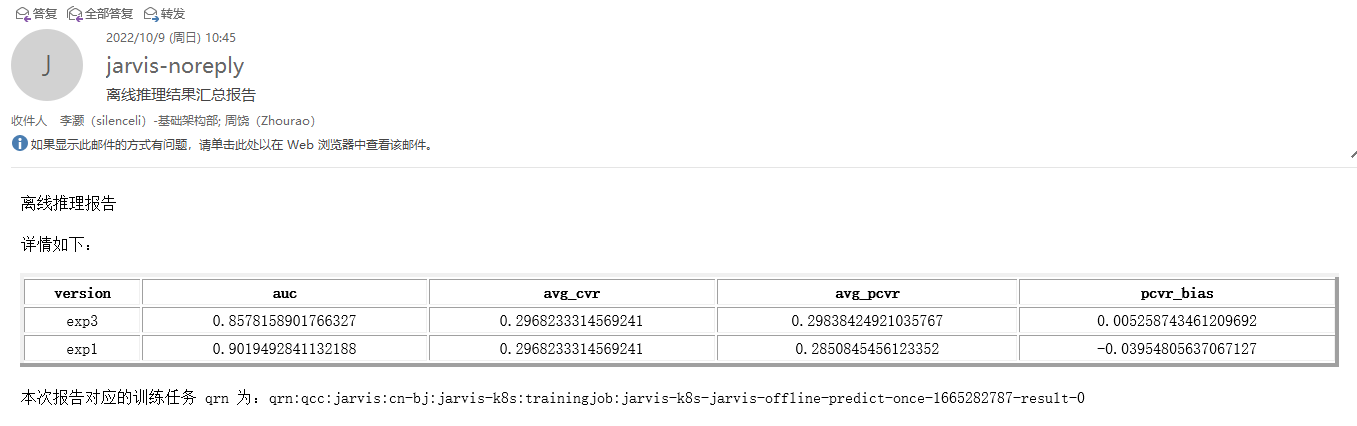 答复 全部答复 转发
J
2022/10/9 (周日) 10:45
jarvis-noreply
离线推理结果汇总报告
收件人 李灏（silenceli）-基础架构部; 周饶（Zhourao）
如果显示此邮件的方式有问题，请单击此处以在 Web 浏览器中查看该邮件。
离线推理报告
详情如下：
version auc avg_cvr avg_pcvr pcvr_bias
exp3 0.8578158901766327 0.2968233314569241 0.29838424921035767 0.005258743461209692
exp1 0.9019492841132188 0.2968233314569241 0.2850845456123352 -0.03954805637067127
本次报告对应的训练任务 qrn 为：qrn:qcc:jarvis:cn-bj:jarvis-k8s:trainingjob:jarvis-k8s-jarvis-offline-predict-once-1665282787-result-0